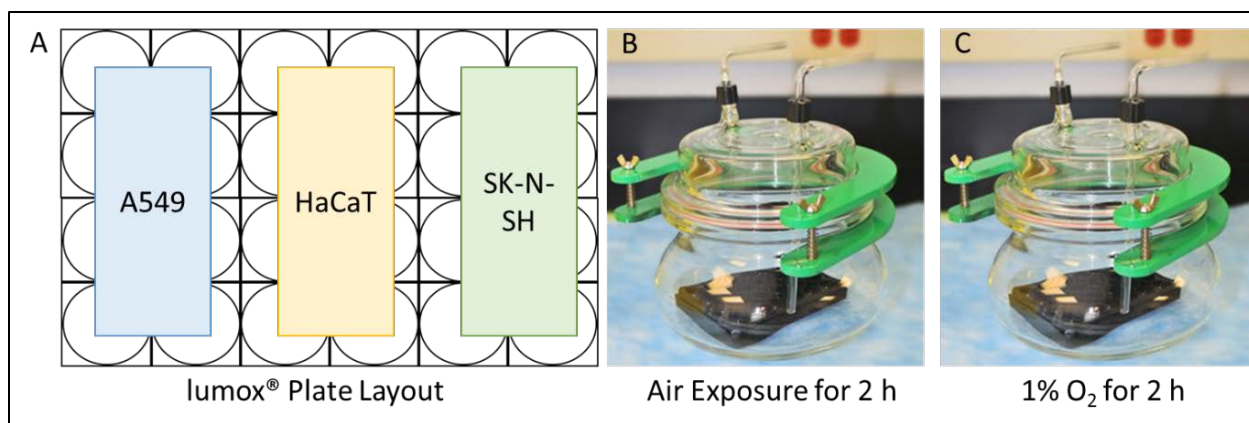 A
B
C
A549
HaCaT
SK-N-
SH
lumox® Plate Layout
Air Exposure for 2 h
1% O₂ for 2 h